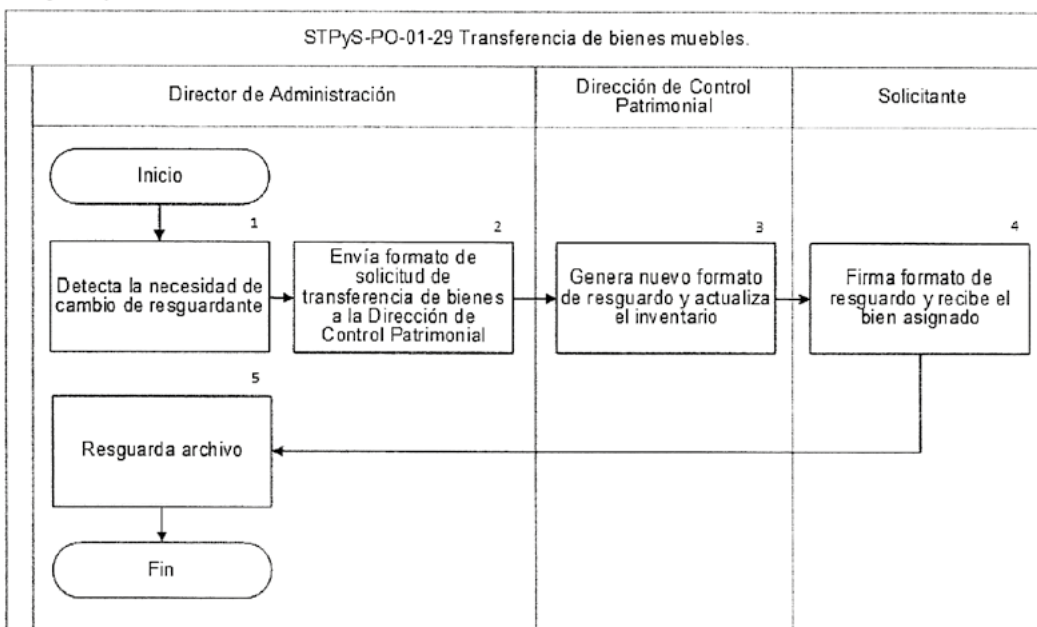 STPyS-PO-01-29 Transferencia de bienes muebles.
Director de Administración
Dirección de Control
Patrimonial
Solicitante
Inicio
1
Detecta la necesidad de
cambio de resguardante
2
Envía formato de
solicitud de
transferencia de bienes
a la Dirección de
Control Patrimonial
3
Genera nuevo formato
de resguardo y actualiza
el inventario
4
Firma formato de
resguardo y recibe el
bien asignado
5
Resguarda archivo
Fin